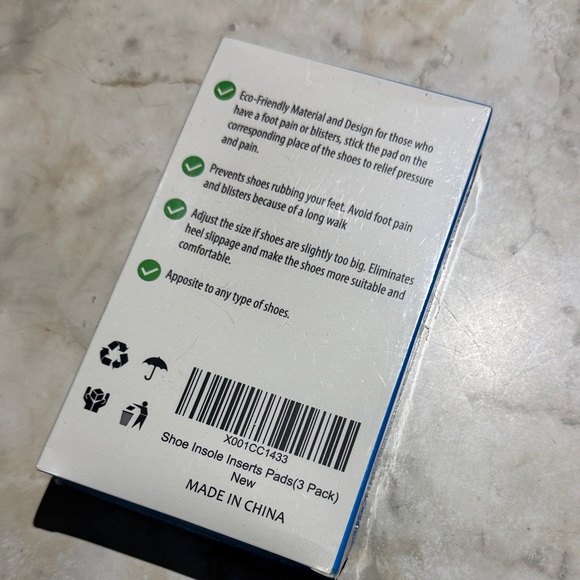 Eco-Friendly Material and Design for those who
have a foot pain or blisters, stick the pad on the
corresponding place of the shoes to relief pressure
and pain.
Prevents shoes rubbing your feet. Avoid foot pain
and blisters because of a long walk
Adjust the size if shoes are slightly too big. Eliminates
heel slippage and make the shoes more suitable and
comfortable.
Apposite to any type of shoes.
X001CC1433
Shoe Insole Inserts Pads(3 Pack)
New
MADE IN CHINA